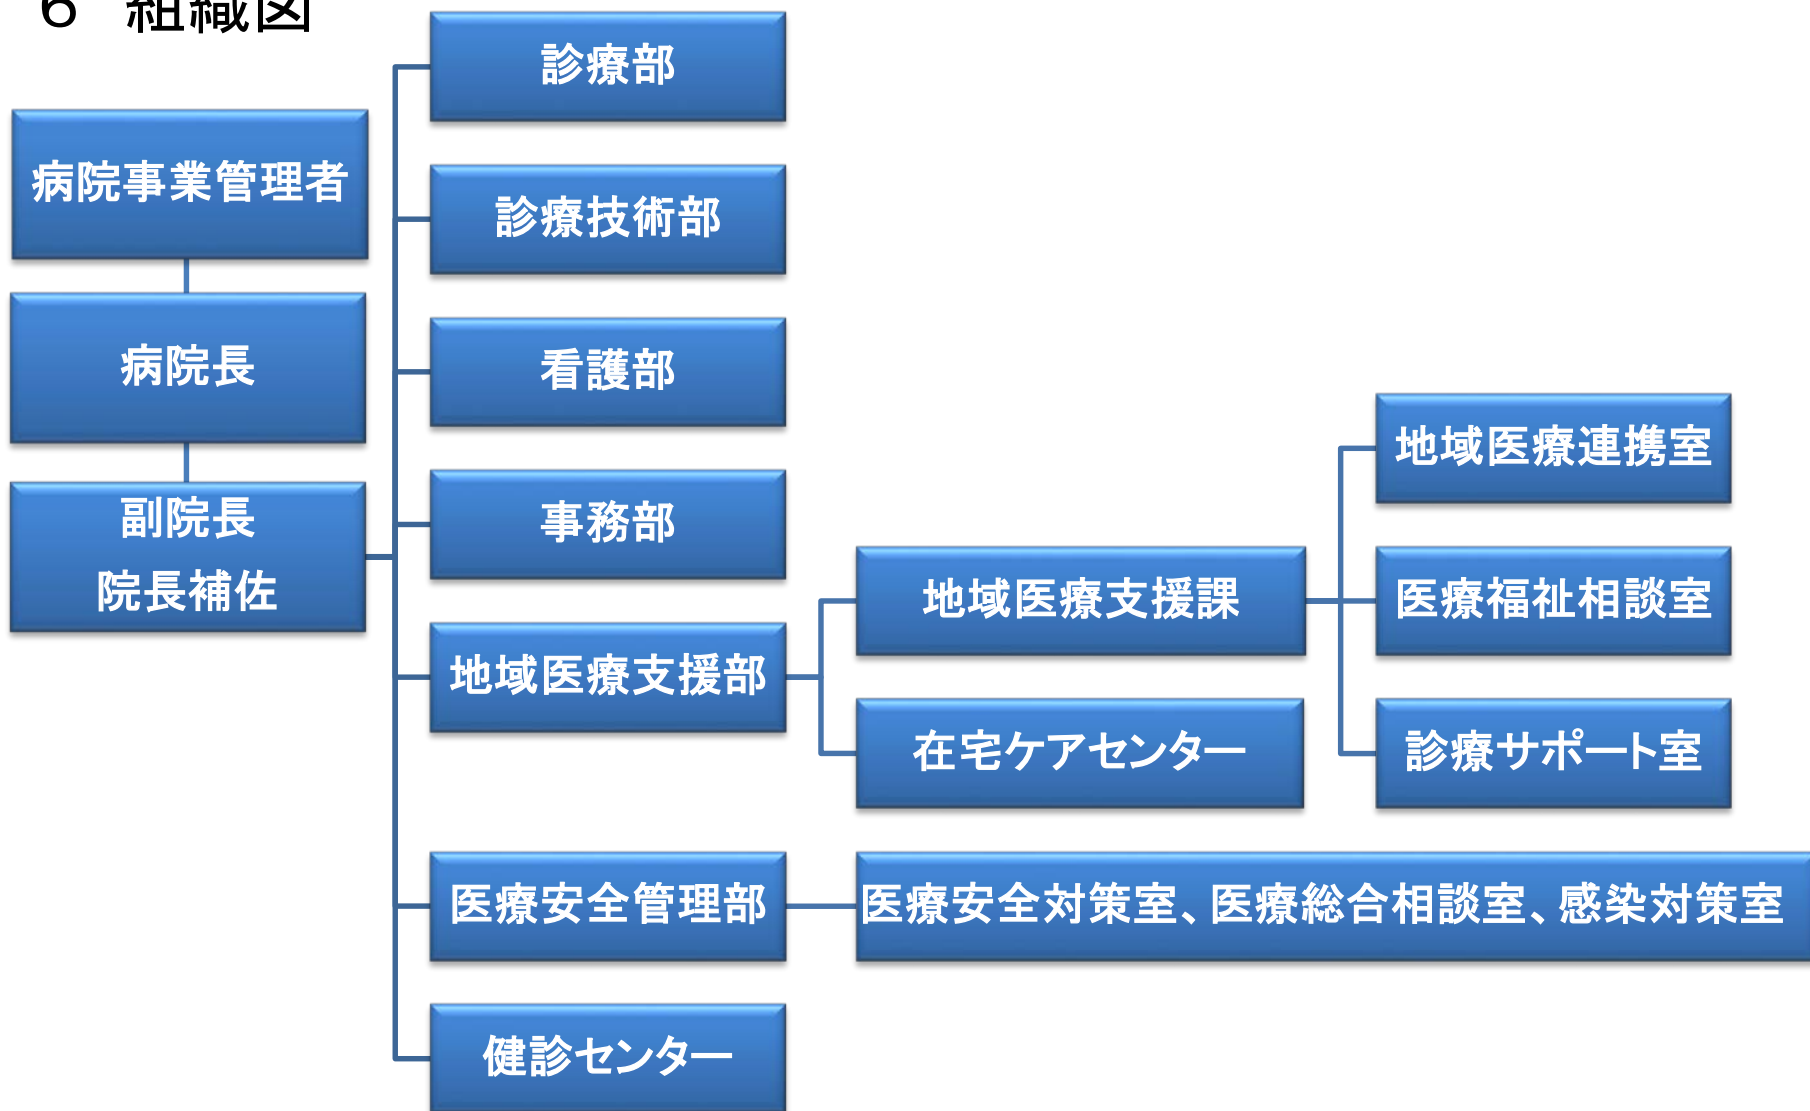 6 組織図
病院事業管理者
病院長
副院長
院長補佐
診療部
診療技術部
看護部
事務部
地域医療支援部
地域医療支援課
在宅ケアセンター
地域医療連携室
医療福祉相談室
診療サポート室
医療安全管理部
医療安全対策室、医療総合相談室、感染対策室
健診センター